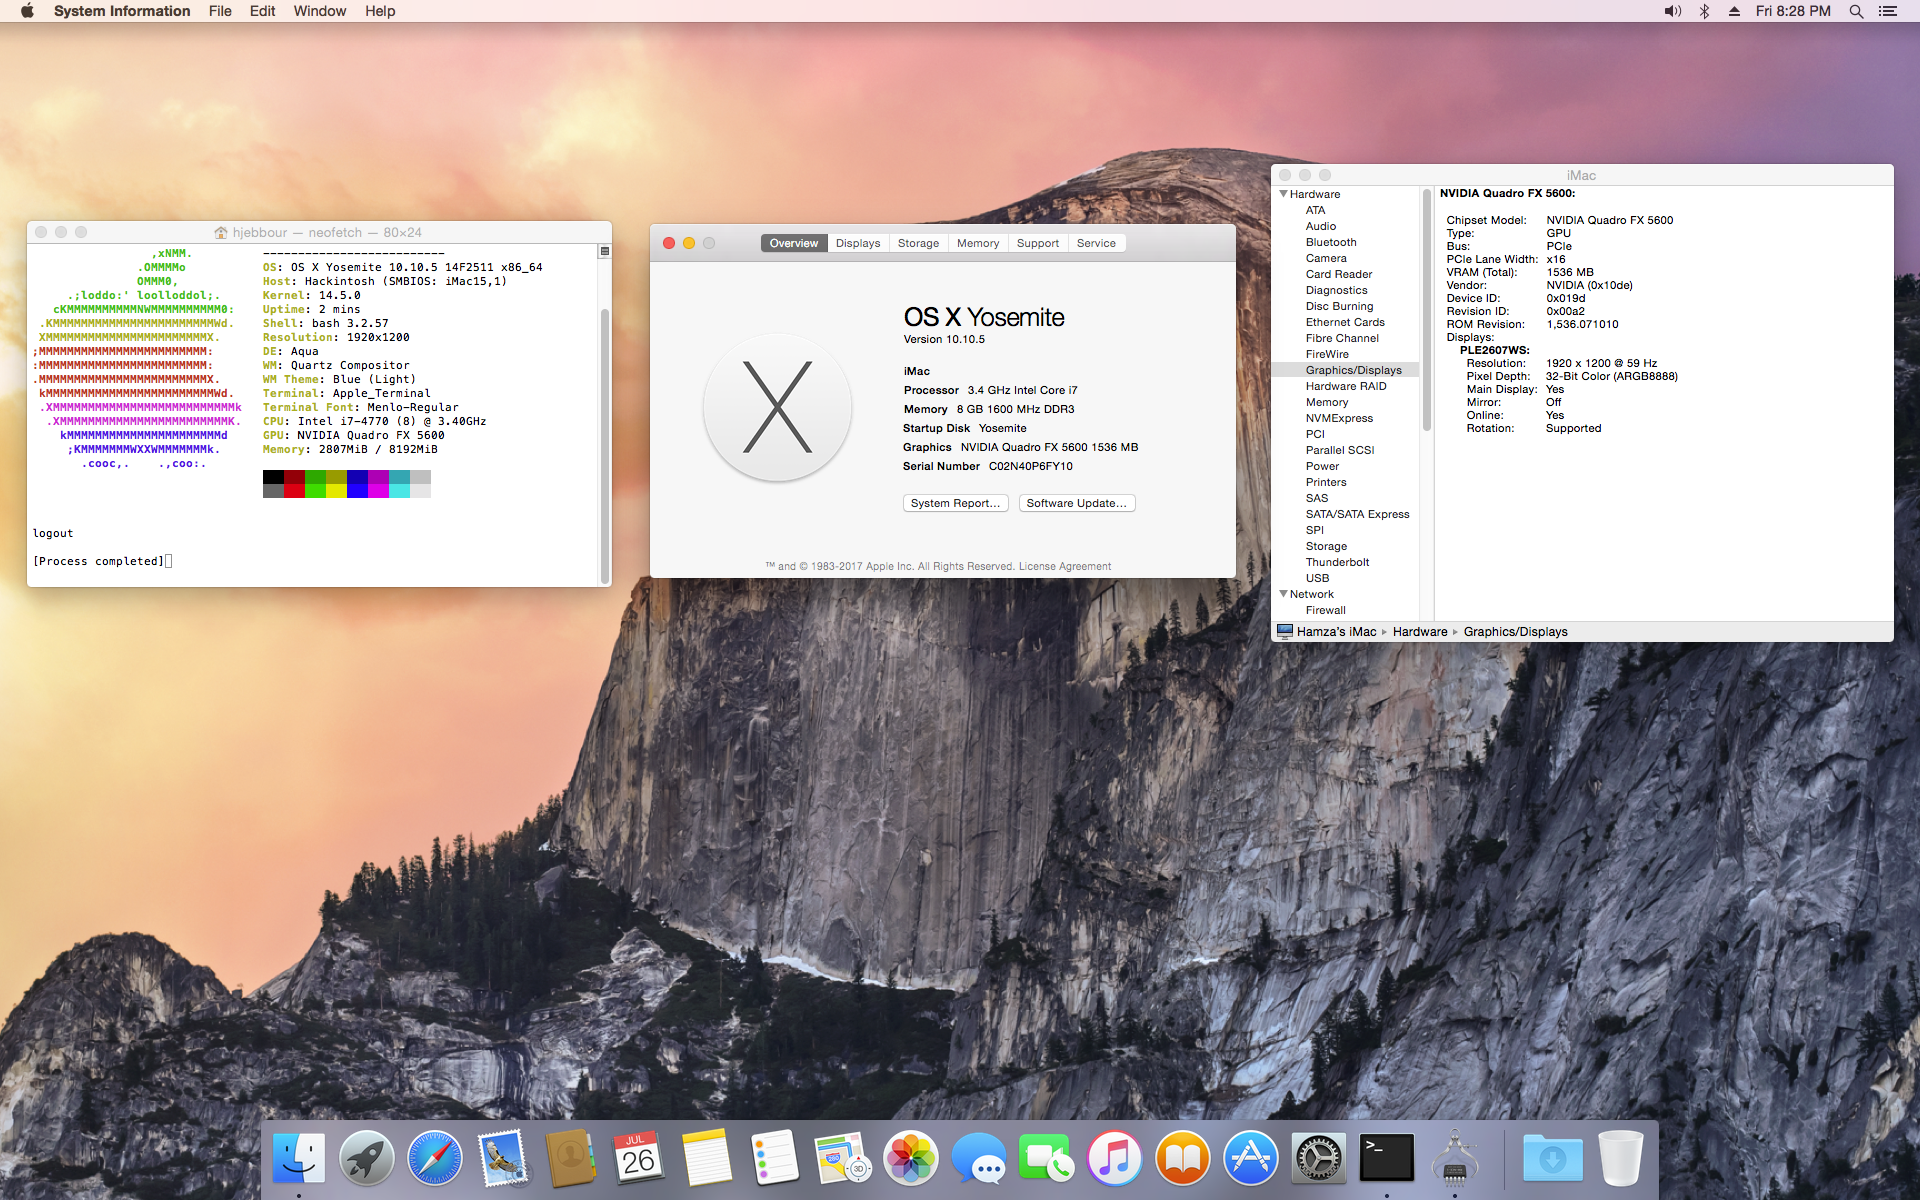 System Information File Edit Window Help Fri 8:28 PM
hjebbour — neofetch — 80×24
,xNMM. --------------------------
.OMMMMo OS: OS X Yosemite 10.10.5 14F2511 x86_64
OMMM0, Host: Hackintosh (SMBIOS: iMac15,1)
.;loddo:' loolloddol;. Kernel: 14.5.0
cKMMMMMMMMMMNWMMMMMMMMMM0: Uptime: 2 mins
.KMMMMMMMMMMMMMMMMMMMMMMMWd. Shell: bash 3.2.57
XMMMMMMMMMMMMMMMMMMMMMMMX. Resolution: 1920x1200
;MMMMMMMMMMMMMMMMMMMMMMMM: DE: Aqua
:MMMMMMMMMMMMMMMMMMMMMMMM: WM: Quartz Compositor
.MMMMMMMMMMMMMMMMMMMMMMMMX. WM Theme: Blue (Light)
kMMMMMMMMMMMMMMMMMMMMMMMMWd. Terminal: Apple_Terminal
.XMMMMMMMMMMMMMMMMMMMMMMMMMMk Terminal Font: Menlo-Regular
.XMMMMMMMMMMMMMMMMMMMMMMMMK. CPU: Intel i7-4770 (8) @ 3.40GHz
kMMMMMMMMMMMMMMMMMMMMMMd GPU: NVIDIA Quadro FX 5600
;KMMMMMMMWXXWMMMMMMMk. Memory: 2807MiB / 8192MiB
.cooc,. .,coo:.
logout
[Process completed]
Overview Displays Storage Memory Support Service
OS X Yosemite
Version 10.10.5
iMac
Processor 3.4 GHz Intel Core i7
Memory 8 GB 1600 MHz DDR3
Startup Disk Yosemite
Graphics NVIDIA Quadro FX 5600 1536 MB
Serial Number C02N40P6FY10
System Report... Software Update...
™ and © 1983-2017 Apple Inc. All Rights Reserved. License Agreement
iMac
Hardware
ATA
Audio
Bluetooth
Camera
Card Reader
Diagnostics
Disc Burning
Ethernet Cards
Fibre Channel
FireWire
Graphics/Displays
Hardware RAID
Memory
NVMExpress
PCI
Parallel SCSI
Power
Printers
SAS
SATA/SATA Express
SPI
Storage
Thunderbolt
USB
Network
Firewall
NVIDIA Quadro FX 5600:
Chipset Model: NVIDIA Quadro FX 5600
Type: GPU
Bus: PCIe
PCIe Lane Width: x16
VRAM (Total): 1536 MB
Vendor: NVIDIA (0x10de)
Device ID: 0x019d
Revision ID: 0x00a2
ROM Revision: 1,536.071010
Displays:
PLE2607WS:
Resolution: 1920 x 1200 @ 59 Hz
Pixel Depth: 32-Bit Color (ARGB8888)
Main Display: Yes
Mirror: Off
Online: Yes
Rotation: Supported
Hamza's iMac ▸ Hardware ▸ Graphics/Displays
JUL
26
280
3D
>_